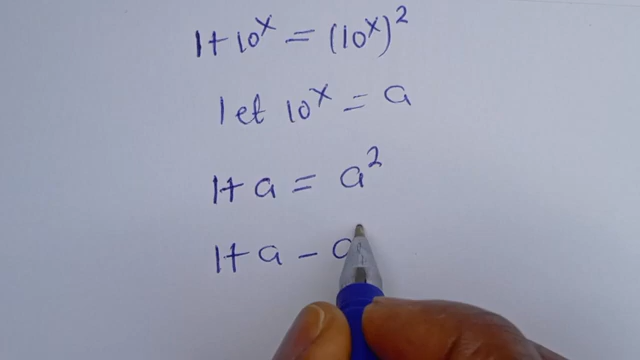 1+10^x = (10^x)^2
let 10^x = a
1+ a = a^2
1+ a - a